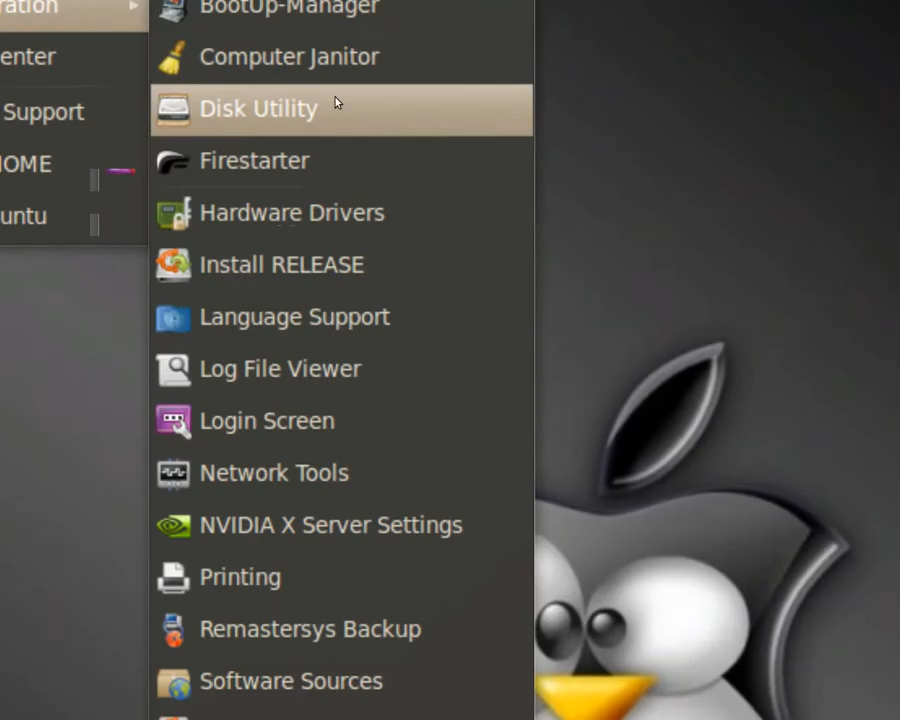 ration
enter
Support
HOME
untu
BootUp-Manager
Computer Janitor
Disk Utility
Firestarter
Hardware Drivers
Install RELEASE
Language Support
Log File Viewer
Login Screen
Network Tools
NVIDIA X Server Settings
Printing
Remastersys Backup
Software Sources